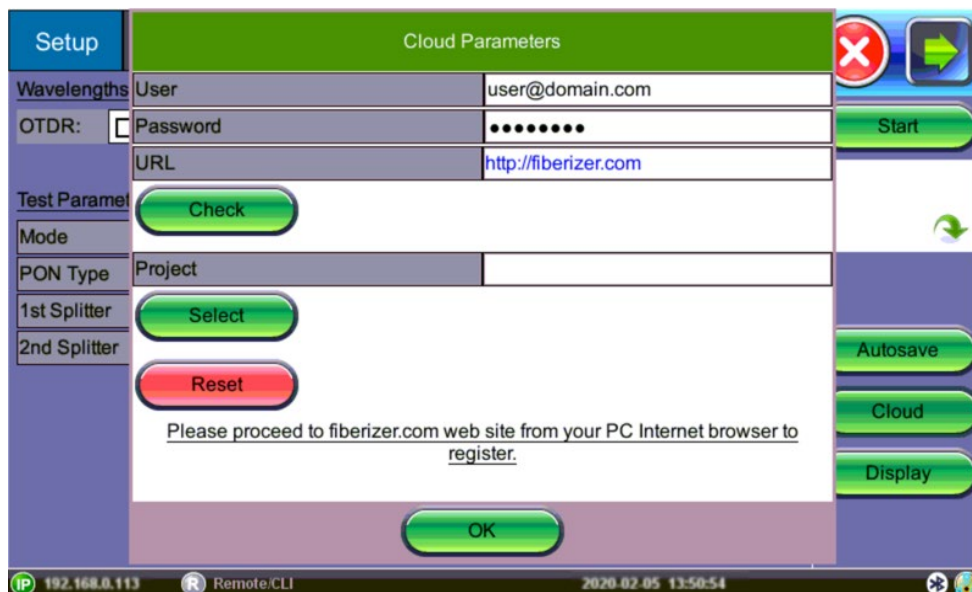 Setup
Cloud Parameters
Wavelengths
User
user@domain.com
OTDR:
Password
●●●●●●●●
Start
URL
http://fiberizer.com
Test Paramet
Check
Mode
PON Type
Project
1st Splitter
Select
2nd Splitter
Autosave
Reset
Cloud
Please proceed to fiberizer.com web site from your PC Internet browser to
register.
Display
OK
IP 192.168.0.113
R Remote/CLI
2020-02-05 13:50:54